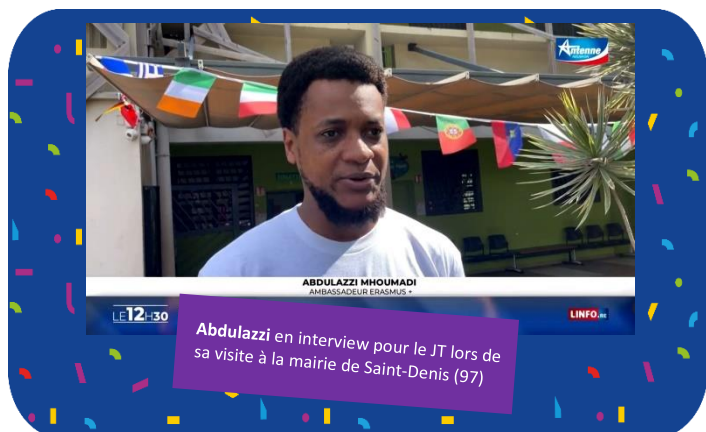 Antenne
ABDULAZZI MHOUMADI
AMBASSADEUR ERASMUS +
LE 12H30
LINFO.RE
Abdulazzi en interview pour le JT lors de
sa visite à la mairie de Saint-Denis (97)